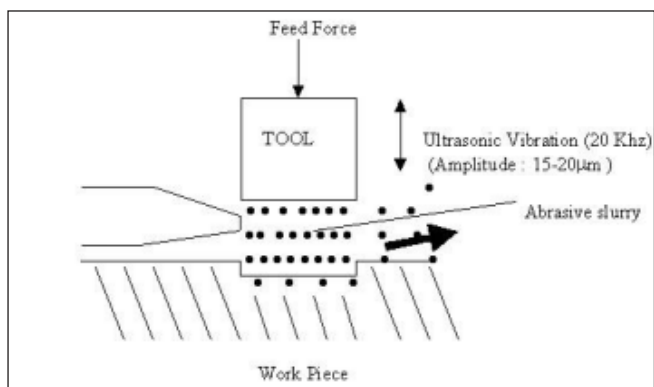 Feed Force
TOOL
Ultrasonic Vibration (20 Khz)
(Amplitude : 15-20μm )
Abrasive slurry
Work Piece